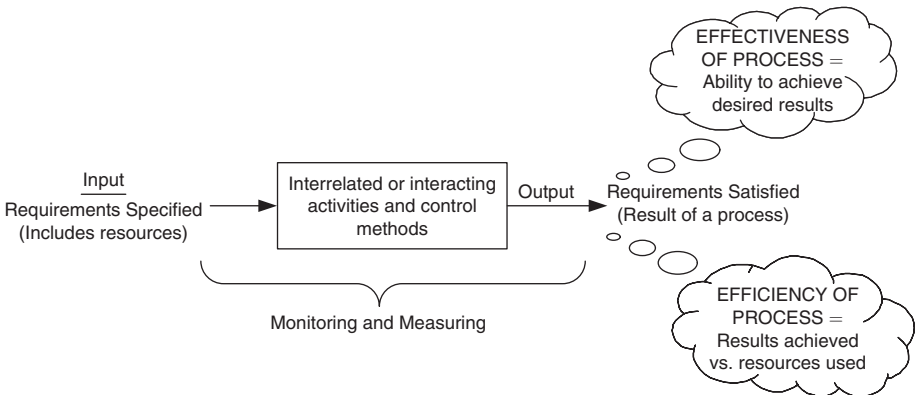 EFFECTIVENESS
OF PROCESS =
Ability to achieve
desired results
Input
Requirements Specified
(Includes resources)
Interrelated or interacting
activities and control
methods
Output
Requirements Satisfied
(Result of a process)
Monitoring and Measuring
EFFICIENCY OF
PROCESS =
Results achieved
vs. resources used